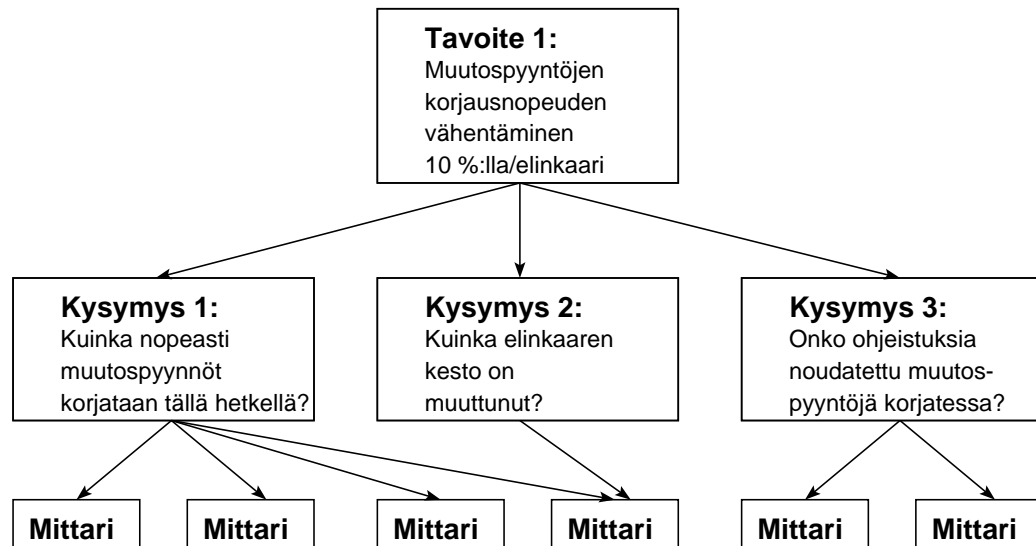 Tavoite 1:
Muutospyyntöjen
korjausnopeuden
vähentäminen
10 %:lla/elinkaari
Kysymys 1:
Kuinka nopeasti
muutospyynnöt
korjataan tällä hetkellä?
Kysymys 2:
Kuinka elinkaaren
kesto on
muuttunut?
Kysymys 3:
Onko ohjeistuksia
noudatettu muutos-
pyyntöjä korjatessa?
Mittari
Mittari
Mittari
Mittari
Mittari
Mittari